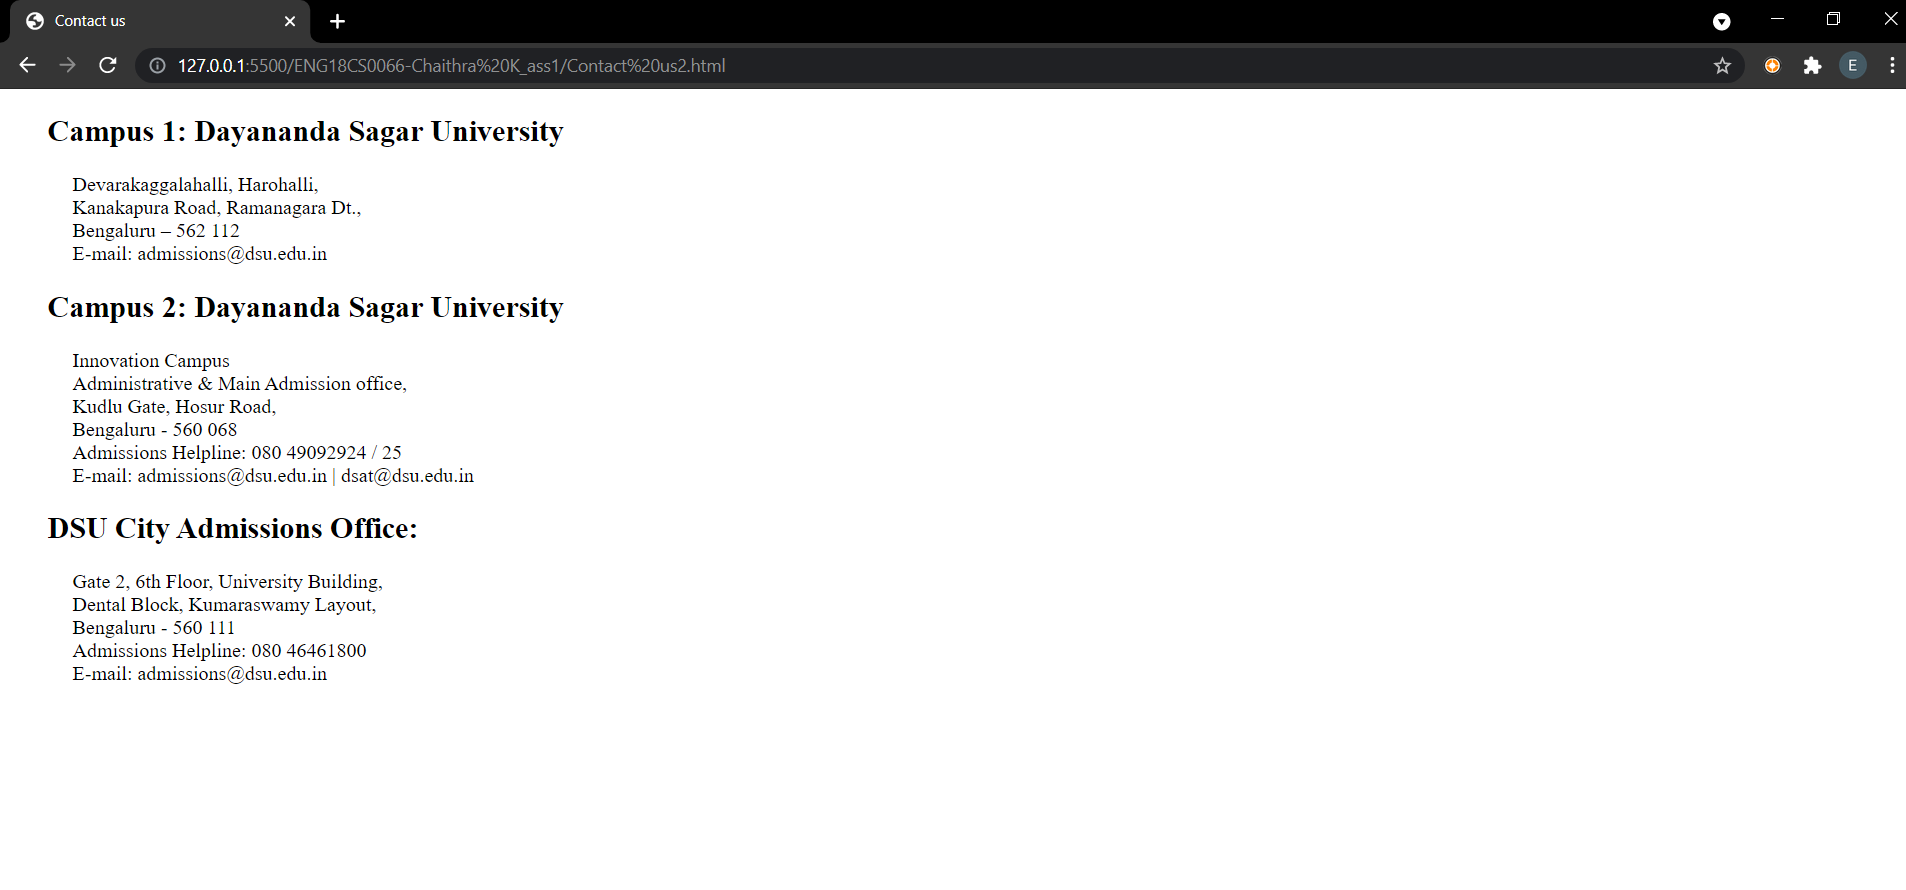 Contact us
127.0.0.1:5500/ENG18CS0066-Chaithra%20K_ass1/Contact%20us2.html
E
Campus 1: Dayananda Sagar University
Devarakaggalahalli, Harohalli,
Kanakapura Road, Ramanagara Dt.,
Bengaluru – 562 112
E-mail: admissions@dsu.edu.in
Campus 2: Dayananda Sagar University
Innovation Campus
Administrative & Main Admission office,
Kudlu Gate, Hosur Road,
Bengaluru - 560 068
Admissions Helpline: 080 49092924 / 25
E-mail: admissions@dsu.edu.in | dsat@dsu.edu.in
DSU City Admissions Office:
Gate 2, 6th Floor, University Building,
Dental Block, Kumaraswamy Layout,
Bengaluru - 560 111
Admissions Helpline: 080 46461800
E-mail: admissions@dsu.edu.in